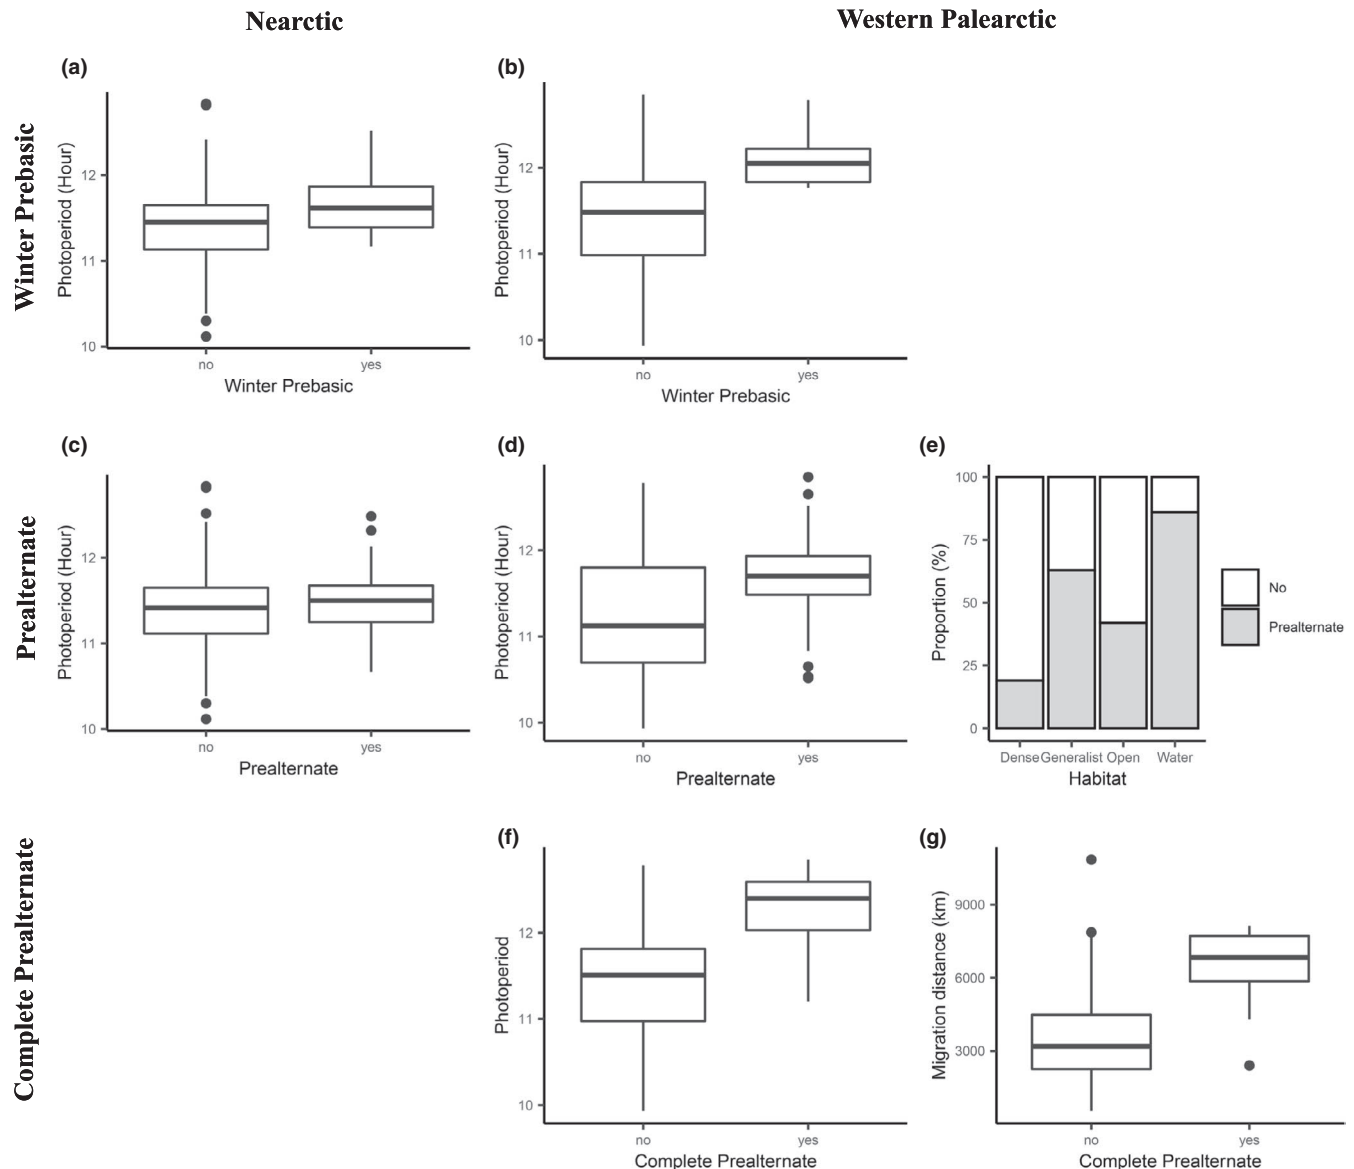 Nearctic
Western Palearctic
Winter Prebasic
(a)
Photoperiod (Hour)
12
11
10
no
yes
Winter Prebasic
(b)
Photoperiod (Hour)
12
11
10
no
yes
Winter Prebasic
Prealternate
(c)
Photoperiod (Hour)
12
11
10
no
yes
Prealternate
(d)
Photoperiod (Hour)
12
11
10
no
yes
Prealternate
(e)
Proportion (%)
100
75
50
25
0
Dense Generalist Open Water
Habitat
No
Prealternate
Complete Prealternate
(f)
Photoperiod
12
11
10
no
yes
Complete Prealternate
(g)
Migration distance (km)
9000
6000
3000
no
yes
Complete Prealternate